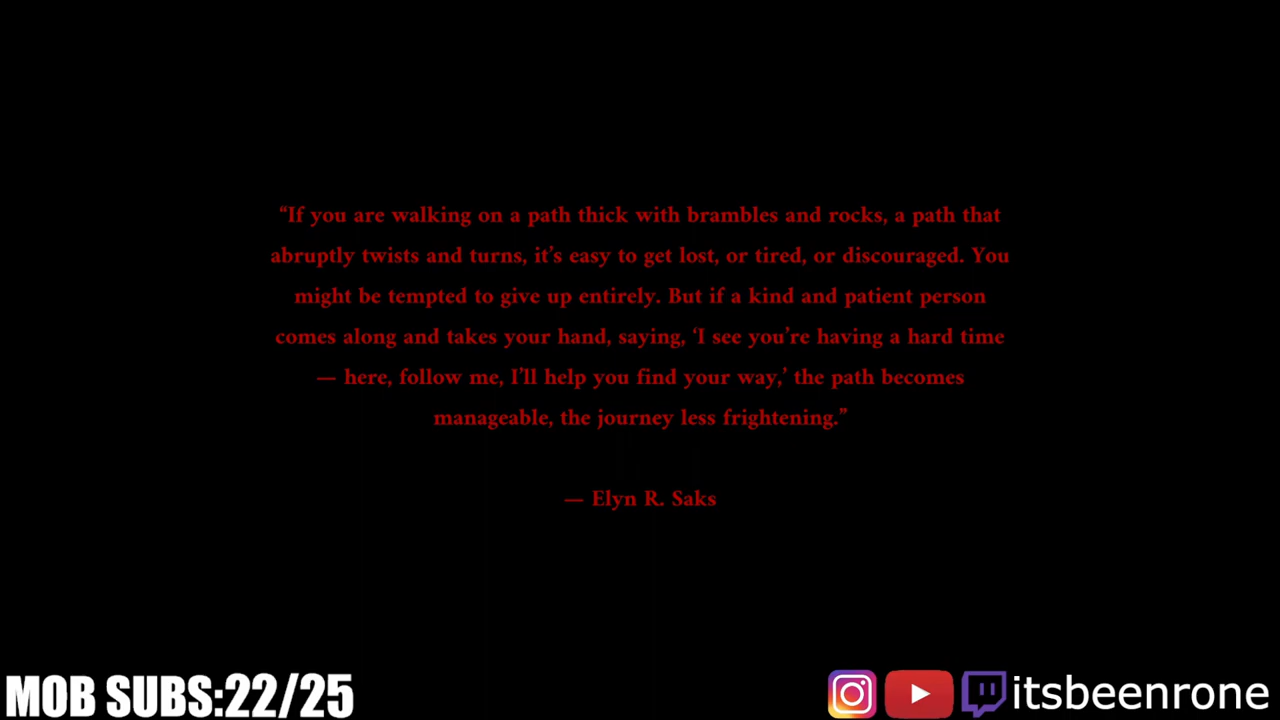 “If you are walking on a path thick with brambles and rocks, a path that
abruptly twists and turns, it’s easy to get lost, or tired, or discouraged. You
might be tempted to give up entirely. But if a kind and patient person
comes along and takes your hand, saying, ‘I see you’re having a hard time
— here, follow me, I’ll help you find your way,’ the path becomes
manageable, the journey less frightening.”
— Elyn R. Saks
MOB SUBS:22/25
itsbeenrone